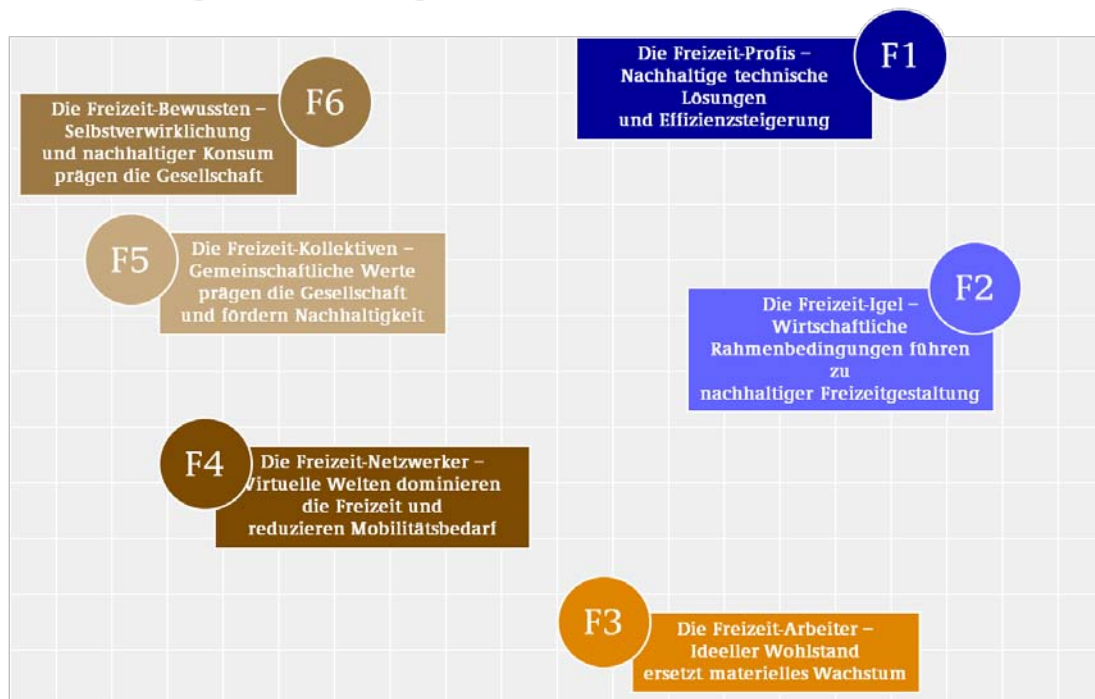 F1
Die Freizeit-Profis –
Nachhaltige technische
Lösungen
und Effizienzsteigerung
F6
Die Freizeit-Bewussten –
Selbstverwirklichung
und nachhaltiger Konsum
prägen die Gesellschaft
F5
Die Freizeit-Kollektiven –
Gemeinschaftliche Werte
prägen die Gesellschaft
und fördern Nachhaltigkeit
F2
Die Freizeit-Igel –
Wirtschaftliche
Rahmenbedingungen führen
zu
nachhaltiger Freizeitgestaltung
F4
Die Freizeit-Netzwerker –
Virtuelle Welten dominieren
die Freizeit und
reduzieren Mobilitätsbedarf
F3
Die Freizeit-Arbeiter –
Ideeller Wohlstand
ersetzt materielles Wachstum